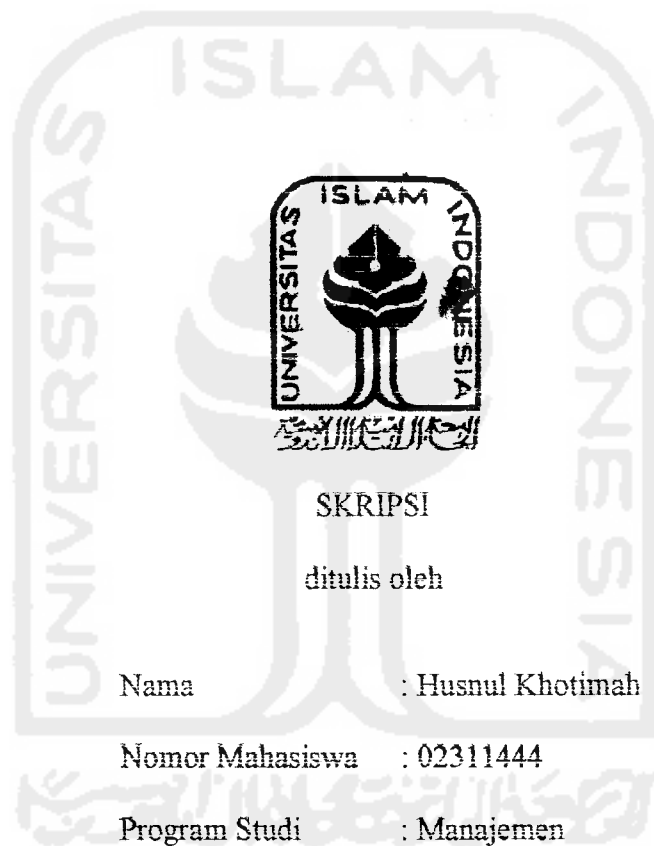 ISLAM
UNIVERSITAS
INDONESIA
SKRIPSI
ditulis oleh
Nama : Husnul Khotimah
Nomor Mahasiswa : 02311444
Program Studi : Manajemen